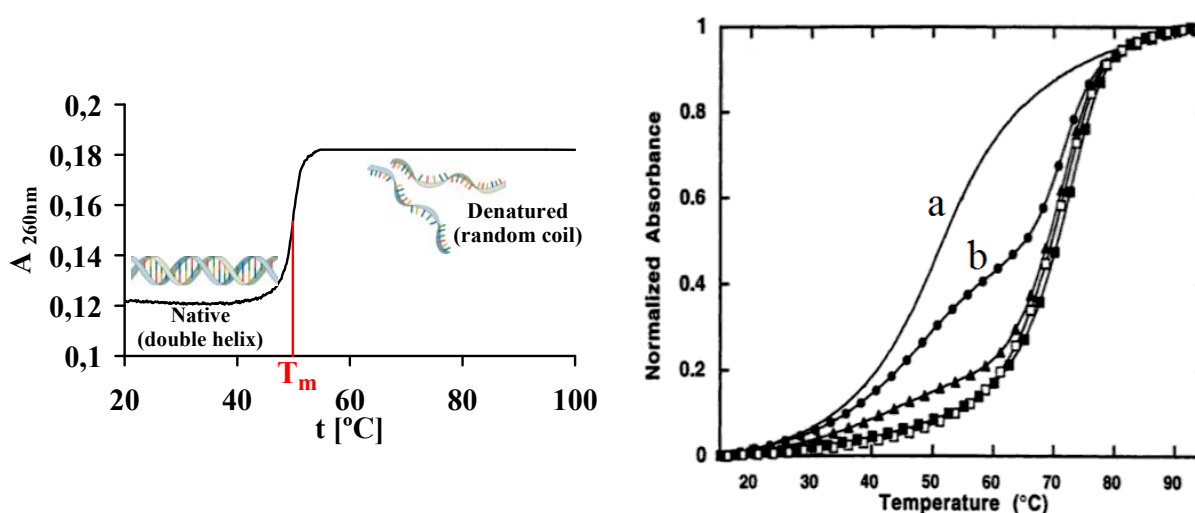 0,2
0,18
0,16
0,14
0,12
0,1
A 260nm
Native
(double helix)
Denatured
(random coil)
Tm
20 40 60 80 100
t [ºC]
1
0.8
0.6
0.4
0.2
0
Normalized Absorbance
a
b
20 30 40 50 60 70 80 90
Temperature (°C)